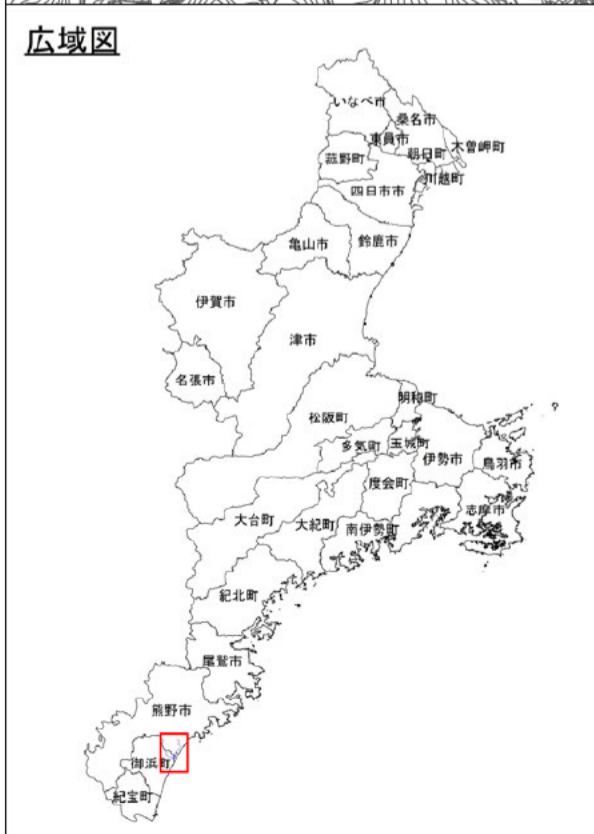 広域図
いなべ市
桑名市
東員市
木曽岬町
朝日町
菰野町
川越町
四日市市
亀山市
鈴鹿市
伊賀市
津市
名張市
明和町
松阪町
多気町
玉城町
伊勢市
鳥羽市
度会町
志摩市
大台町
大紀町
南伊勢町
紀北町
尾鷲市
熊野市
御浜町
紀宝町